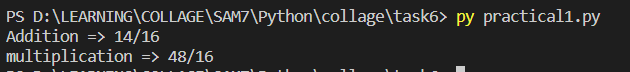 PS D:\LEARNING\COLLAGE\SAM7\Python\collage\task6> py practical1.py
Addition => 14/16
multiplication => 48/16